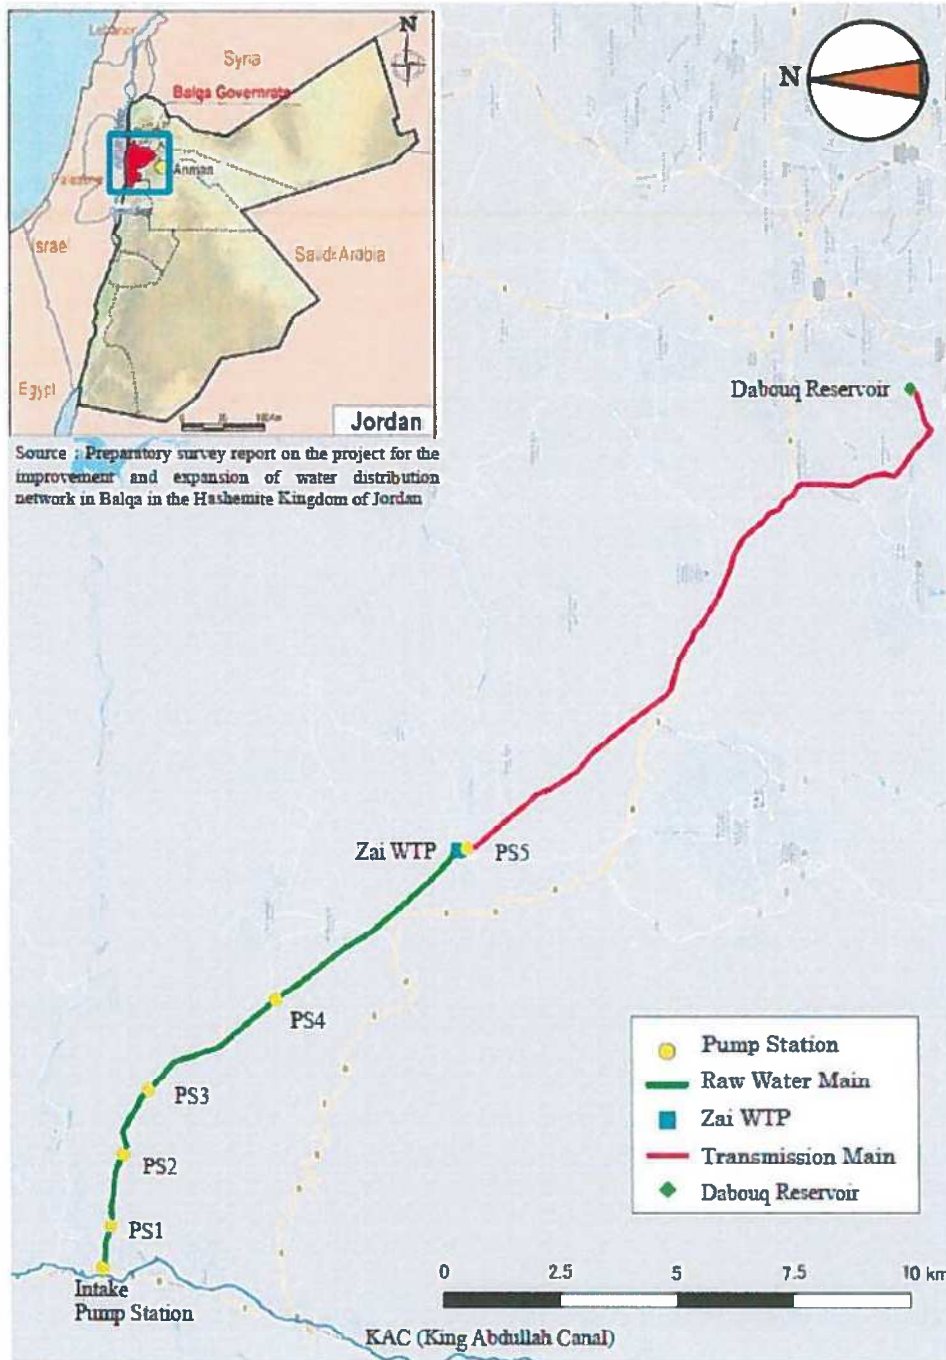 Lebanon
Syria
N
Balqa Governrate
Amman
Israel
Saudi Arabia
Egypt
Jordan
Source : Preparatory survey report on the project for the
improvement and expansion of water distribution
network in Balqa in the Hashemite Kingdom of Jordan
N
Dabouq Reservoir
Zai WTP
PS5
PS4
PS3
PS2
PS1
Intake
Pump Station
Pump Station
Raw Water Main
Zai WTP
Transmission Main
Dabouq Reservoir
0 2.5 5 7.5 10 km
KAC (King Abdullah Canal)